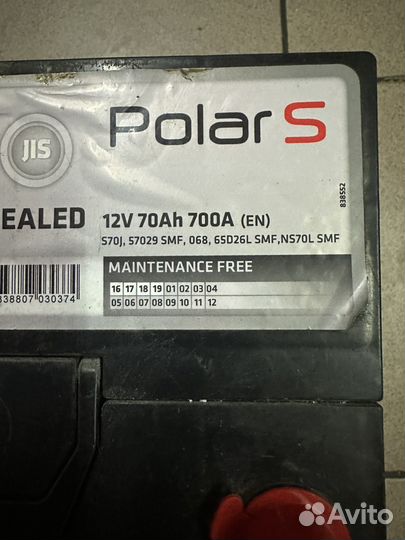 JIS
Polar S
EALED 12V 70Ah 700A (EN)
S70J, 57029 SMF, 068, 65D26L SMF,NS70L SMF
838552
MAINTENANCE FREE
16 17 18 19 01 02 03 04
05 06 07 08 09 10 11 12
838807 030374
Avito